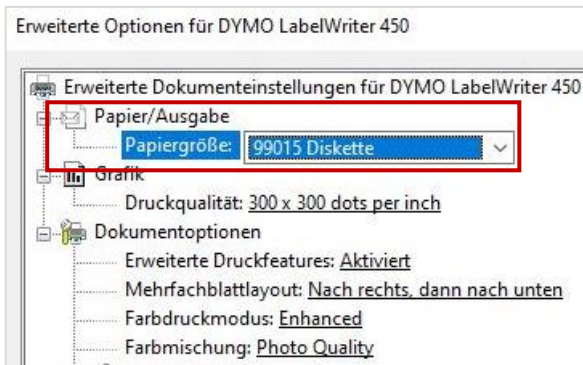 Erweiterte Optionen für DYMO LabelWriter 450
Erweiterte Dokumenteinstellungen für DYMO LabelWriter 450
Papier/Ausgabe
Papiergröße: 99015 Diskette
Grafik
Druckqualität: 300 x 300 dots per inch
Dokumentoptionen
Erweiterte Druckfeatures: Aktiviert
Mehrfachblattlayout: Nach rechts, dann nach unten
Farbdruckmodus: Enhanced
Farbmischung: Photo Quality